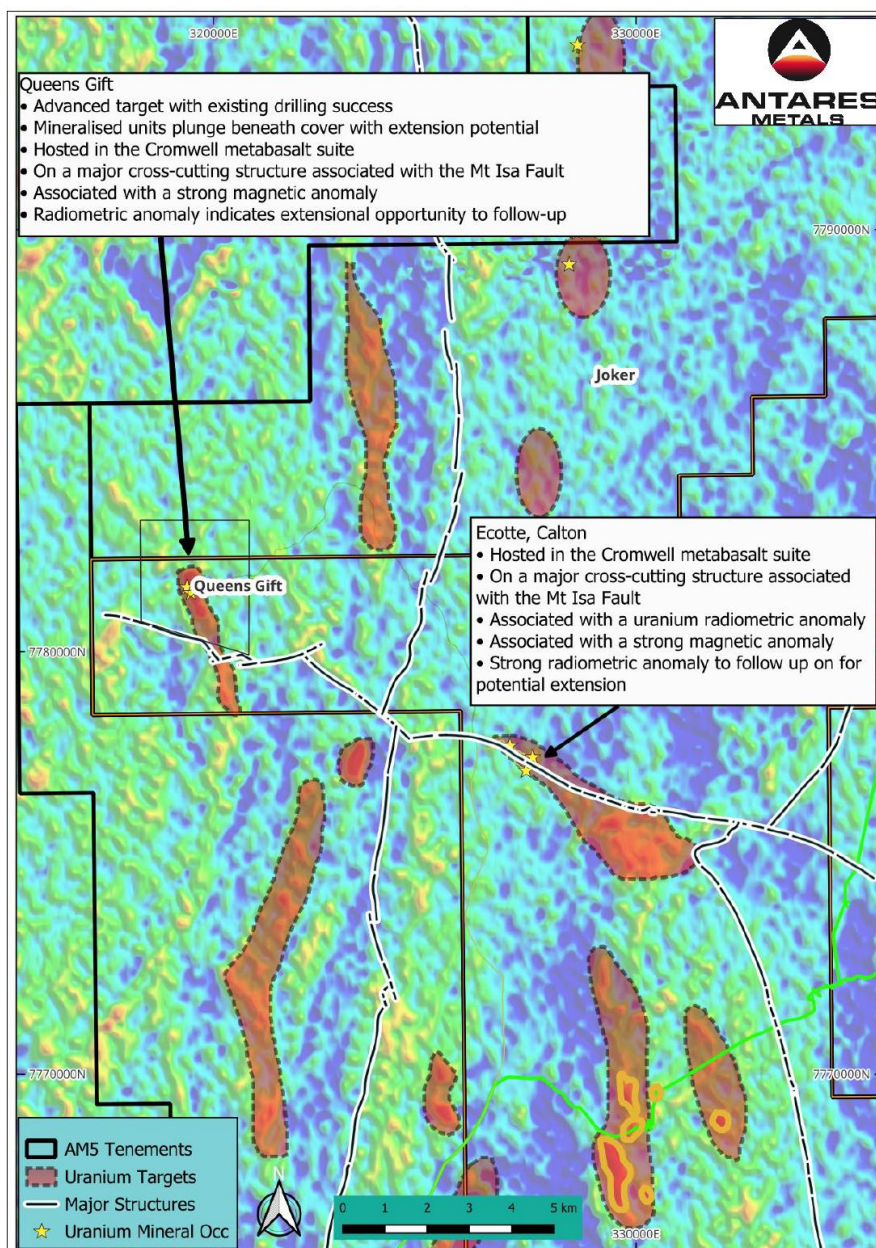 320000E
330000E
ANTARES
METALS
Queens Gift
• Advanced target with existing drilling success
• Mineralised units plunge beneath cover with extension potential
• Hosted in the Cromwell metabasalt suite
• On a major cross-cutting structure associated with the Mt Isa Fault
• Associated with a strong magnetic anomaly
• Radiometric anomaly indicates extensional opportunity to follow-up
7790000N
Joker
Ecotte, Calton
• Hosted in the Cromwell metabasalt suite
• On a major cross-cutting structure associated
with the Mt Isa Fault
• Associated with a uranium radiometric anomaly
• Associated with a strong magnetic anomaly
• Strong radiometric anomaly to follow up on for
potential extension
Queens Gift
7780000N
7770000N
7770000N
AM5 Tenements
Uranium Targets
Major Structures
Uranium Mineral Occ
N
0 1 2 3 4 5 km
330000E